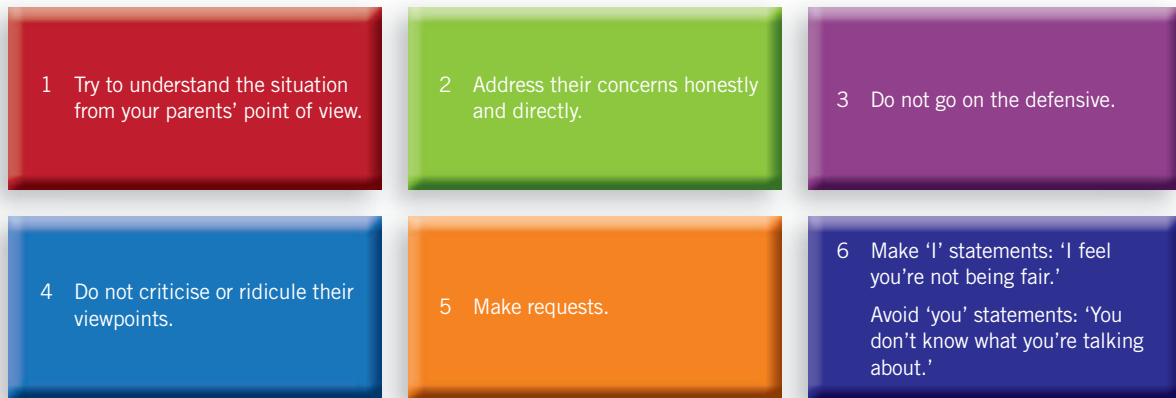 1 Try to understand the situation
from your parents’ point of view.
2 Address their concerns honestly
and directly.
3 Do not go on the defensive.
4 Do not criticise or ridicule their
viewpoints.
5 Make requests.
6 Make ‘I’ statements: ‘I feel
you’re not being fair.’
Avoid ‘you’ statements: ‘You
don’t know what you’re talking
about.’